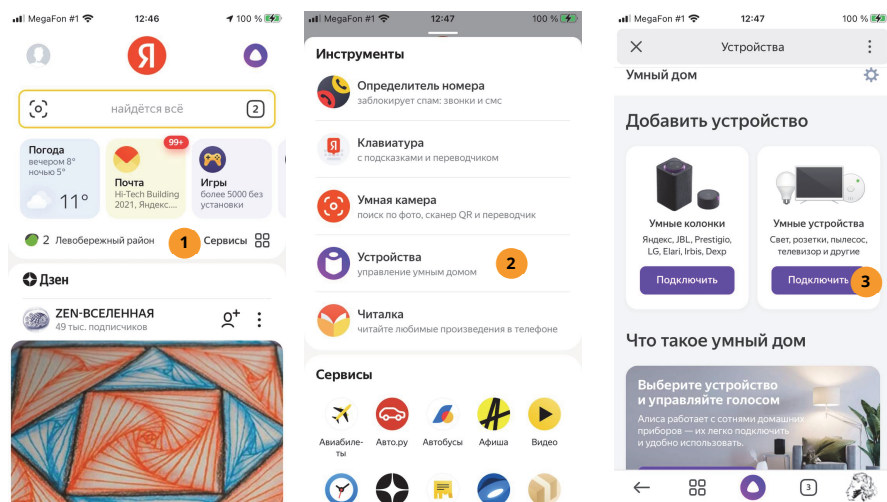 MegaFon #1 12:46 100 %
Я
найдётся всё 2
Погода
вечером 8°
ночью 5°
11°
99+
Почта
Hi-Tech Building
2021, Яндекс....
Игры
более 5000 без
установки
2 Левобережный район 1 Сервисы
Дзен
ZEN-ВСЕЛЕННАЯ
49 тыс. подписчиков
MegaFon #1 12:47 100 %
Инструменты
Определитель номера
заблокирует спам: звонки и смс
Я
Клавиатура
с подсказками и переводчиком
Умная камера
поиск по фото, сканер QR и переводчик
Устройства
управление умным домом
2
Читалка
читайте любимые произведения в телефоне
Сервисы
Авиабиле-
ты
Авто.ру
Автобусы
Афиша
Видео
MegaFon #1 12:47 100 %
Устройства
Умный дом
Добавить устройство
Умные колонки
Яндекс, JBL, Prestigio,
LG, Elari, Irbis, Dexp
Подключить
Умные устройства
Свет, розетки, пылесос,
телевизор и другие
Подключить 3
Что такое умный дом
Выберите устройство
и управляйте голосом
Алиса работает с сотнями домашних
приборов — их легко подключить
и удобно использовать.
3